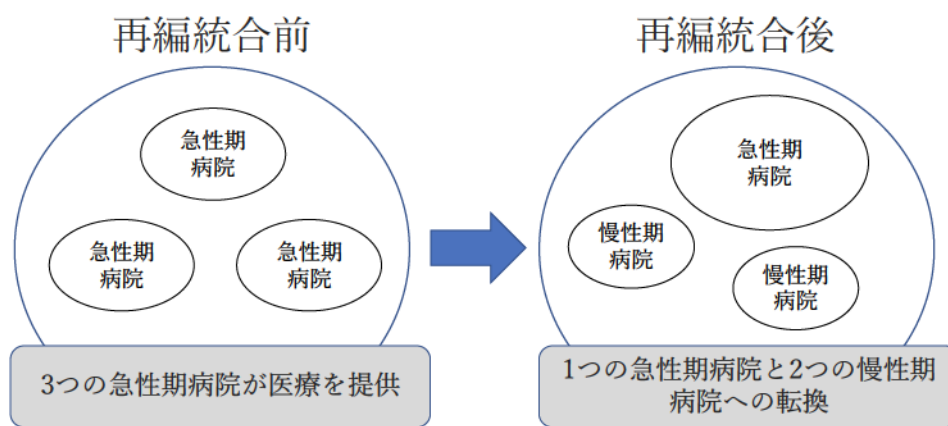 再編統合前
急性期
病院
急性期
病院
急性期
病院
3つの急性期病院が医療を提供
再編統合後
急性期
病院
慢性期
病院
慢性期
病院
1つの急性期病院と2つの慢性期
病院への転換